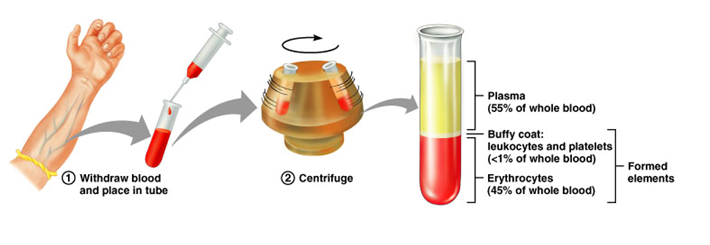 ① Withdraw blood
and place in tube
② Centrifuge
Plasma
(55% of whole blood)
Buffy coat:
leukocytes and platelets
(<1% of whole blood)
Erythrocytes
(45% of whole blood)
Formed
elements